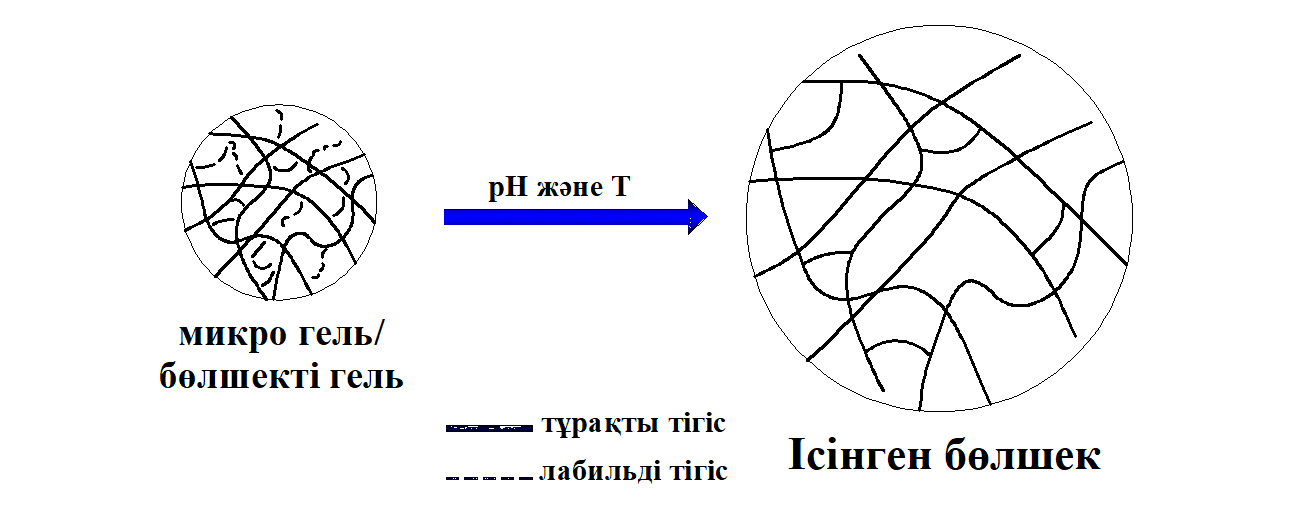 pH және T
микро гель/
бөлшекті гель
тұрақты тігіс
лабильді тігіс
Ісінген бөлшек